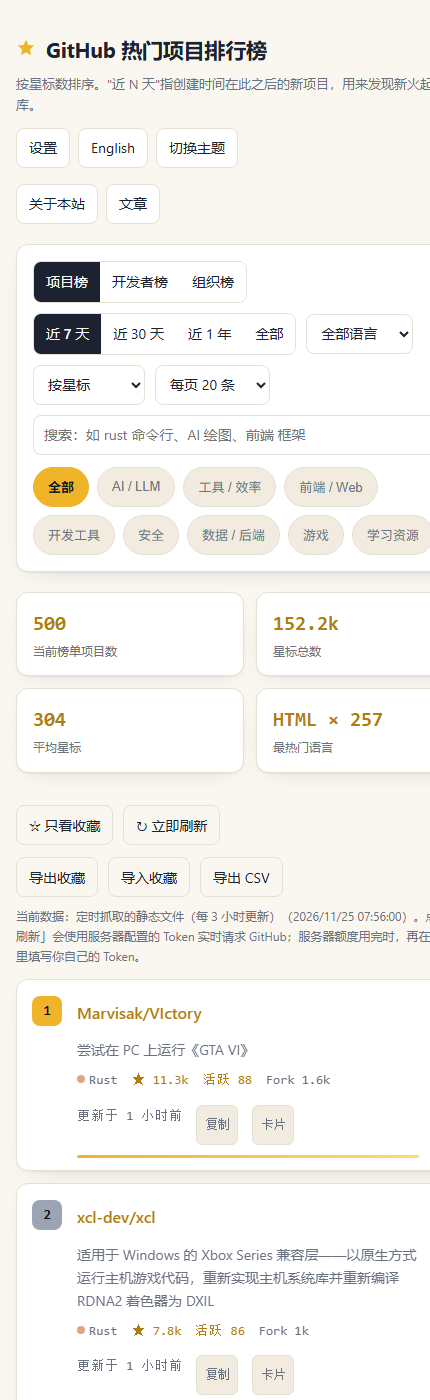 GitHub 热门项目排行榜
按星标数排序。"近 N 天"指创建时间在此之后的新项目，用来发现新火起
库。
设置 English 切换主题
关于本站 文章
项目榜 开发者榜 组织榜
近 7 天 近 30 天 近 1 年 全部 全部语言
按星标 每页 20 条
搜索：如 rust 命令行、AI 绘图、前端 框架
全部 AI / LLM 工具 / 效率 前端 / Web
开发工具 安全 数据 / 后端 游戏 学习资源
500 152.2k
当前榜单项目数 星标总数
304 HTML × 257
平均星标 最热门语言
☆ 只看收藏 ↻ 立即刷新
导出收藏 导入收藏 导出 CSV
当前数据：定时抓取的静态文件（每 3 小时更新）（2026/11/25 07:56:00）。
刷新」会使用服务器配置的 Token 实时请求 GitHub；服务器额度用完时，再在
里填写你自己的 Token。
1 Marvisak/VIctory
尝试在 PC 上运行《GTA VI》
Rust ★ 11.3k 活跃 88 Fork 1.6k
更新于 1 小时前 复制 卡片
2 xcl-dev/xcl
适用于 Windows 的 Xbox Series 兼容层——以原生方式
运行主机游戏代码，重新实现主机系统库并重新编译
RDNA2 着色器为 DXIL
Rust ★ 7.8k 活跃 86 Fork 1k
更新于 1 小时前 复制 卡片